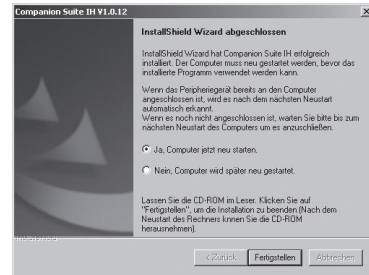 Companion Suite IH V1.0.12
InstallShield Wizard abgeschlossen
InstallShield Wizard hat Companion Suite IH erfolgreich
installiert. Der Computer muss neu gestartet werden, bevor das
installierte Programm verwendet werden kann.
Wenn das Peripheriegerät bereits an den Computer
angeschlossen ist, wird es nach dem nächsten Neustart
automatisch erkannt.
Wenn es noch nicht angeschlossen ist, warten Sie bitte bis zum
nächsten Neustart des Computers um es anzuschließen.
Ja, Computer jetzt neu starten.
Nein, Computer wird später neu gestartet.
Lassen Sie die CD-ROM im Leser. Klicken Sie auf
"Fertigstellen", um die Installation zu beenden (Nach dem
Neustart des Rechners knnen Sie die CD-ROM
herausnehmen).
InstallShield
< Zurück
Fertigstellen
Abbrechen